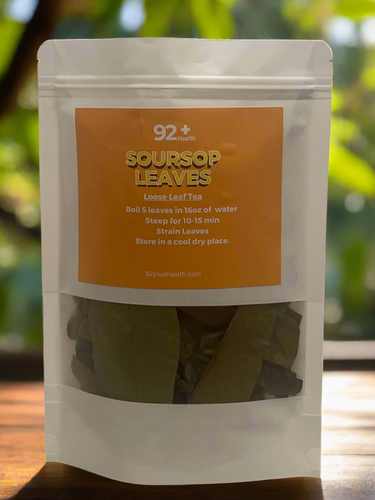 92+
Health
SOURSOP
LEAVES
Loose Leaf Tea
Boil 5 leaves in 16oz of water
Steep for 10-15 min
Strain Leaves
Store in a cool dry place.
92plushealth.com